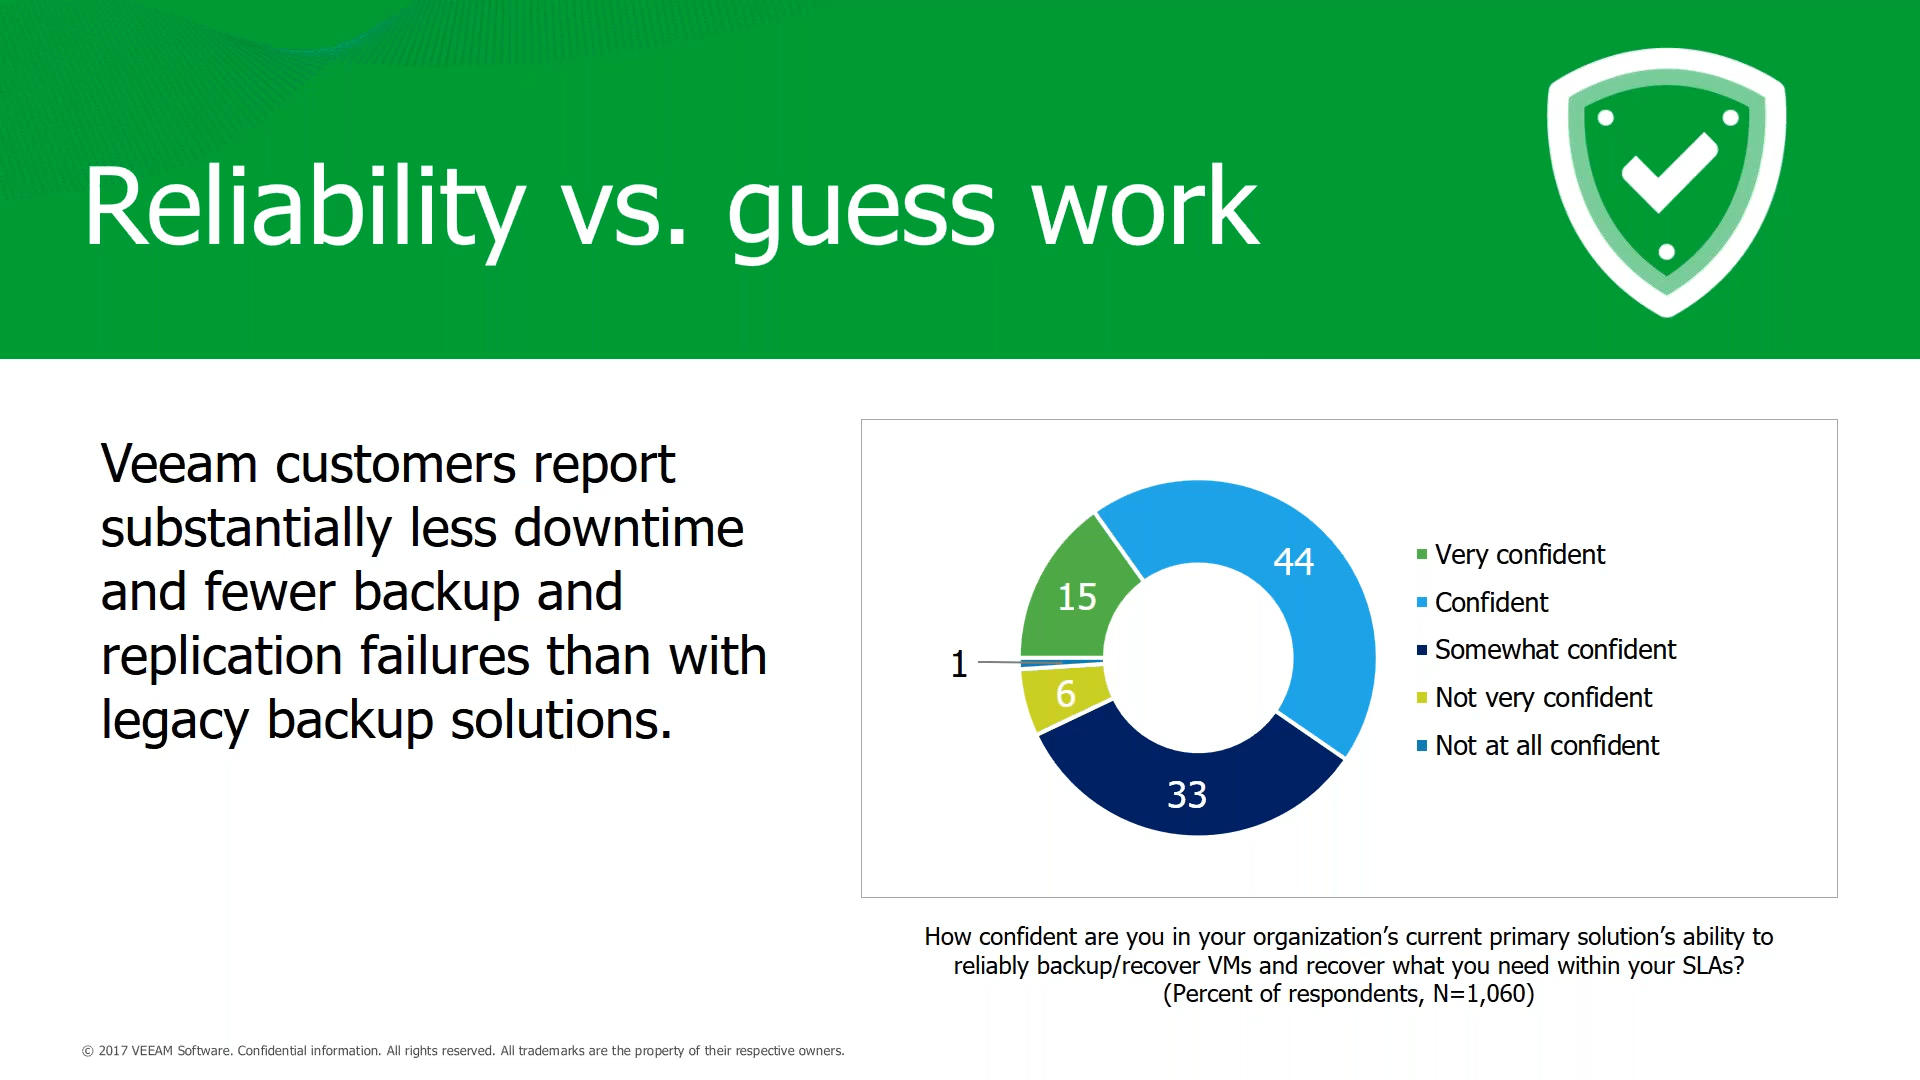 Reliability vs. guess work
Veeam customers report
substantially less downtime
and fewer backup and
replication failures than with
legacy backup solutions.
44
15
1
6
33
Very confident
Confident
Somewhat confident
Not very confident
Not at all confident
How confident are you in your organization’s current primary solution’s ability to
reliably backup/recover VMs and recover what you need within your SLAs?
(Percent of respondents, N=1,060)
© 2017 VEEAM Software. Confidential information. All rights reserved. All trademarks are the property of their respective owners.